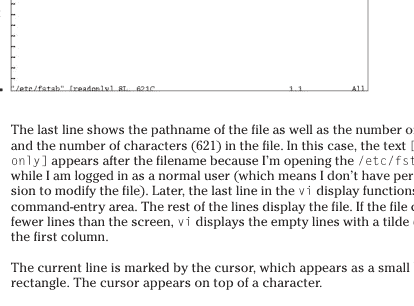 ~
~
~
~
~
~
"/etc/fstab" [readonly] 8L, 621C 1,1 All
The last line shows the pathname of the file as well as the number of
and the number of characters (621) in the file. In this case, the text [
only] appears after the filename because I'm opening the /etc/fst
while I am logged in as a normal user (which means I don't have per
sion to modify the file). Later, the last line in the vi display functions
command-entry area. The rest of the lines display the file. If the file
fewer lines than the screen, vi displays the empty lines with a tilde
the first column.
The current line is marked by the cursor, which appears as a small
rectangle. The cursor appears on top of a character.